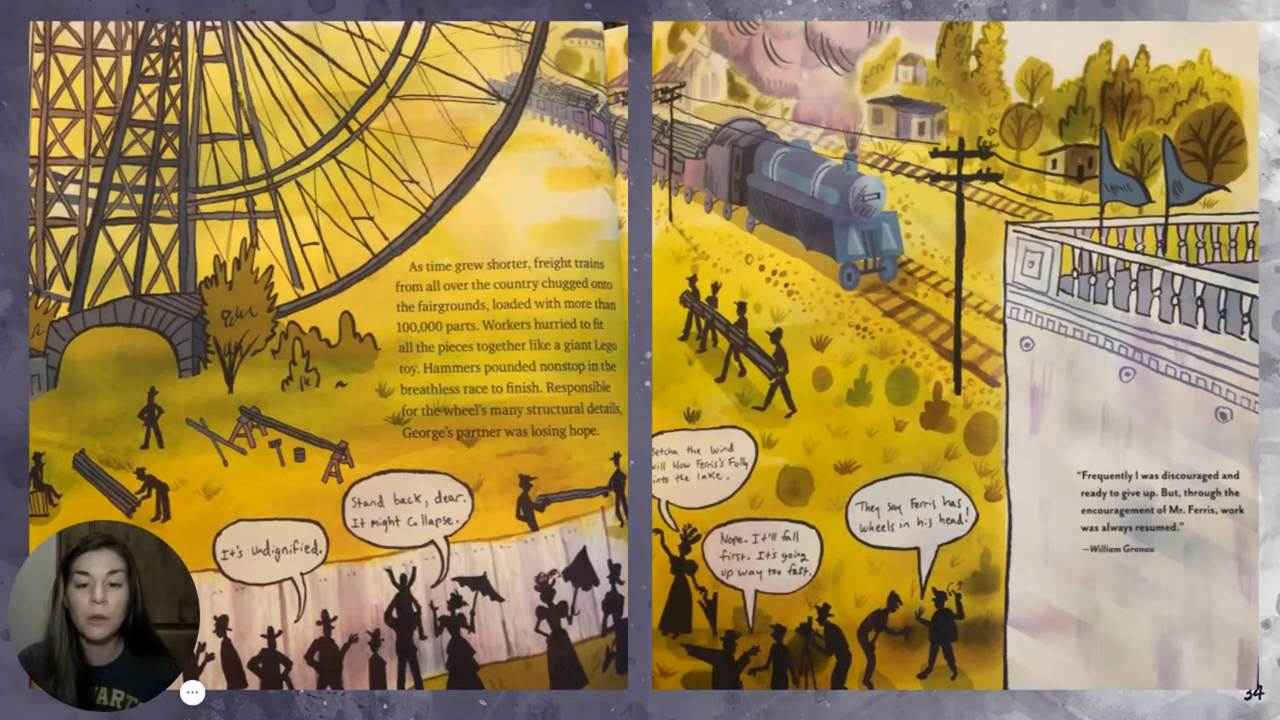 As time grew shorter, freight trains
from all over the country chugged onto
the fairgrounds, loaded with more than
100,000 parts. Workers hurried to fit
all the pieces together like a giant Lego
toy. Hammers pounded nonstop in the
breathless race to finish. Responsible
for the wheel's many structural details,
George's partner was losing hope.
Stand back, dear.
It might collapse.
It's undignified.
etcha the wind
will blow Ferris's Folly
into the lake.
Nope. It'll fall
first. It's going
up way too fast.
They say Ferris has
wheels in his head!
"Frequently I was discouraged and
ready to give up. But, through the
encouragement of Mr. Ferris, work
was always resumed."
—William Gronau
34